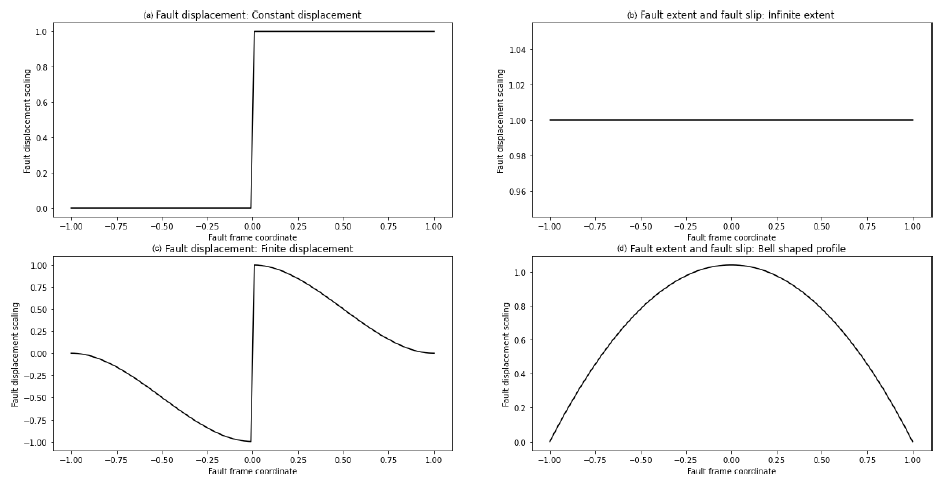 (a) Fault displacement: Constant displacement
1.0
0.8
0.6
0.4
0.2
0.0
Fault displacement scaling
−1.00 −0.75 −0.50 −0.25 0.00 0.25 0.50 0.75 1.00
Fault frame coordinate
(b) Fault extent and fault slip: Infinite extent
1.04
1.02
1.00
0.98
0.96
Fault displacement scaling
−1.00 −0.75 −0.50 −0.25 0.00 0.25 0.50 0.75 1.00
Fault frame coordinate
(c) Fault displacement: Finite displacement
1.00
0.75
0.50
0.25
0.00
−0.25
−0.50
−0.75
−1.00
Fault displacement scaling
−1.00 −0.75 −0.50 −0.25 0.00 0.25 0.50 0.75 1.00
Fault frame coordinate
(d) Fault extent and fault slip: Bell shaped profile
1.0
0.8
0.6
0.4
0.2
0.0
Fault displacement scaling
−1.00 −0.75 −0.50 −0.25 0.00 0.25 0.50 0.75 1.00
Fault frame coordinate